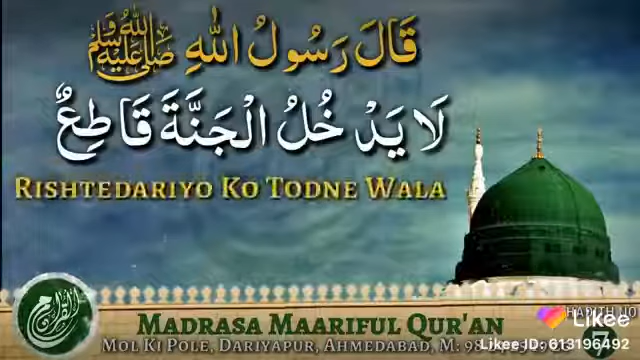 قَالَ رَسُولُ اللهِ ﷺ
لَا يَدْخُلُ الْجَنَّةَ قَاطِعٌ
RISHTEDARIYO KO TODNE WALA
MADRASA MAARIFUL QUR'AN
MOL KI POLE, DARIYAPUR, AHMEDABAD, M:
Likee
Likee ID: 613196492